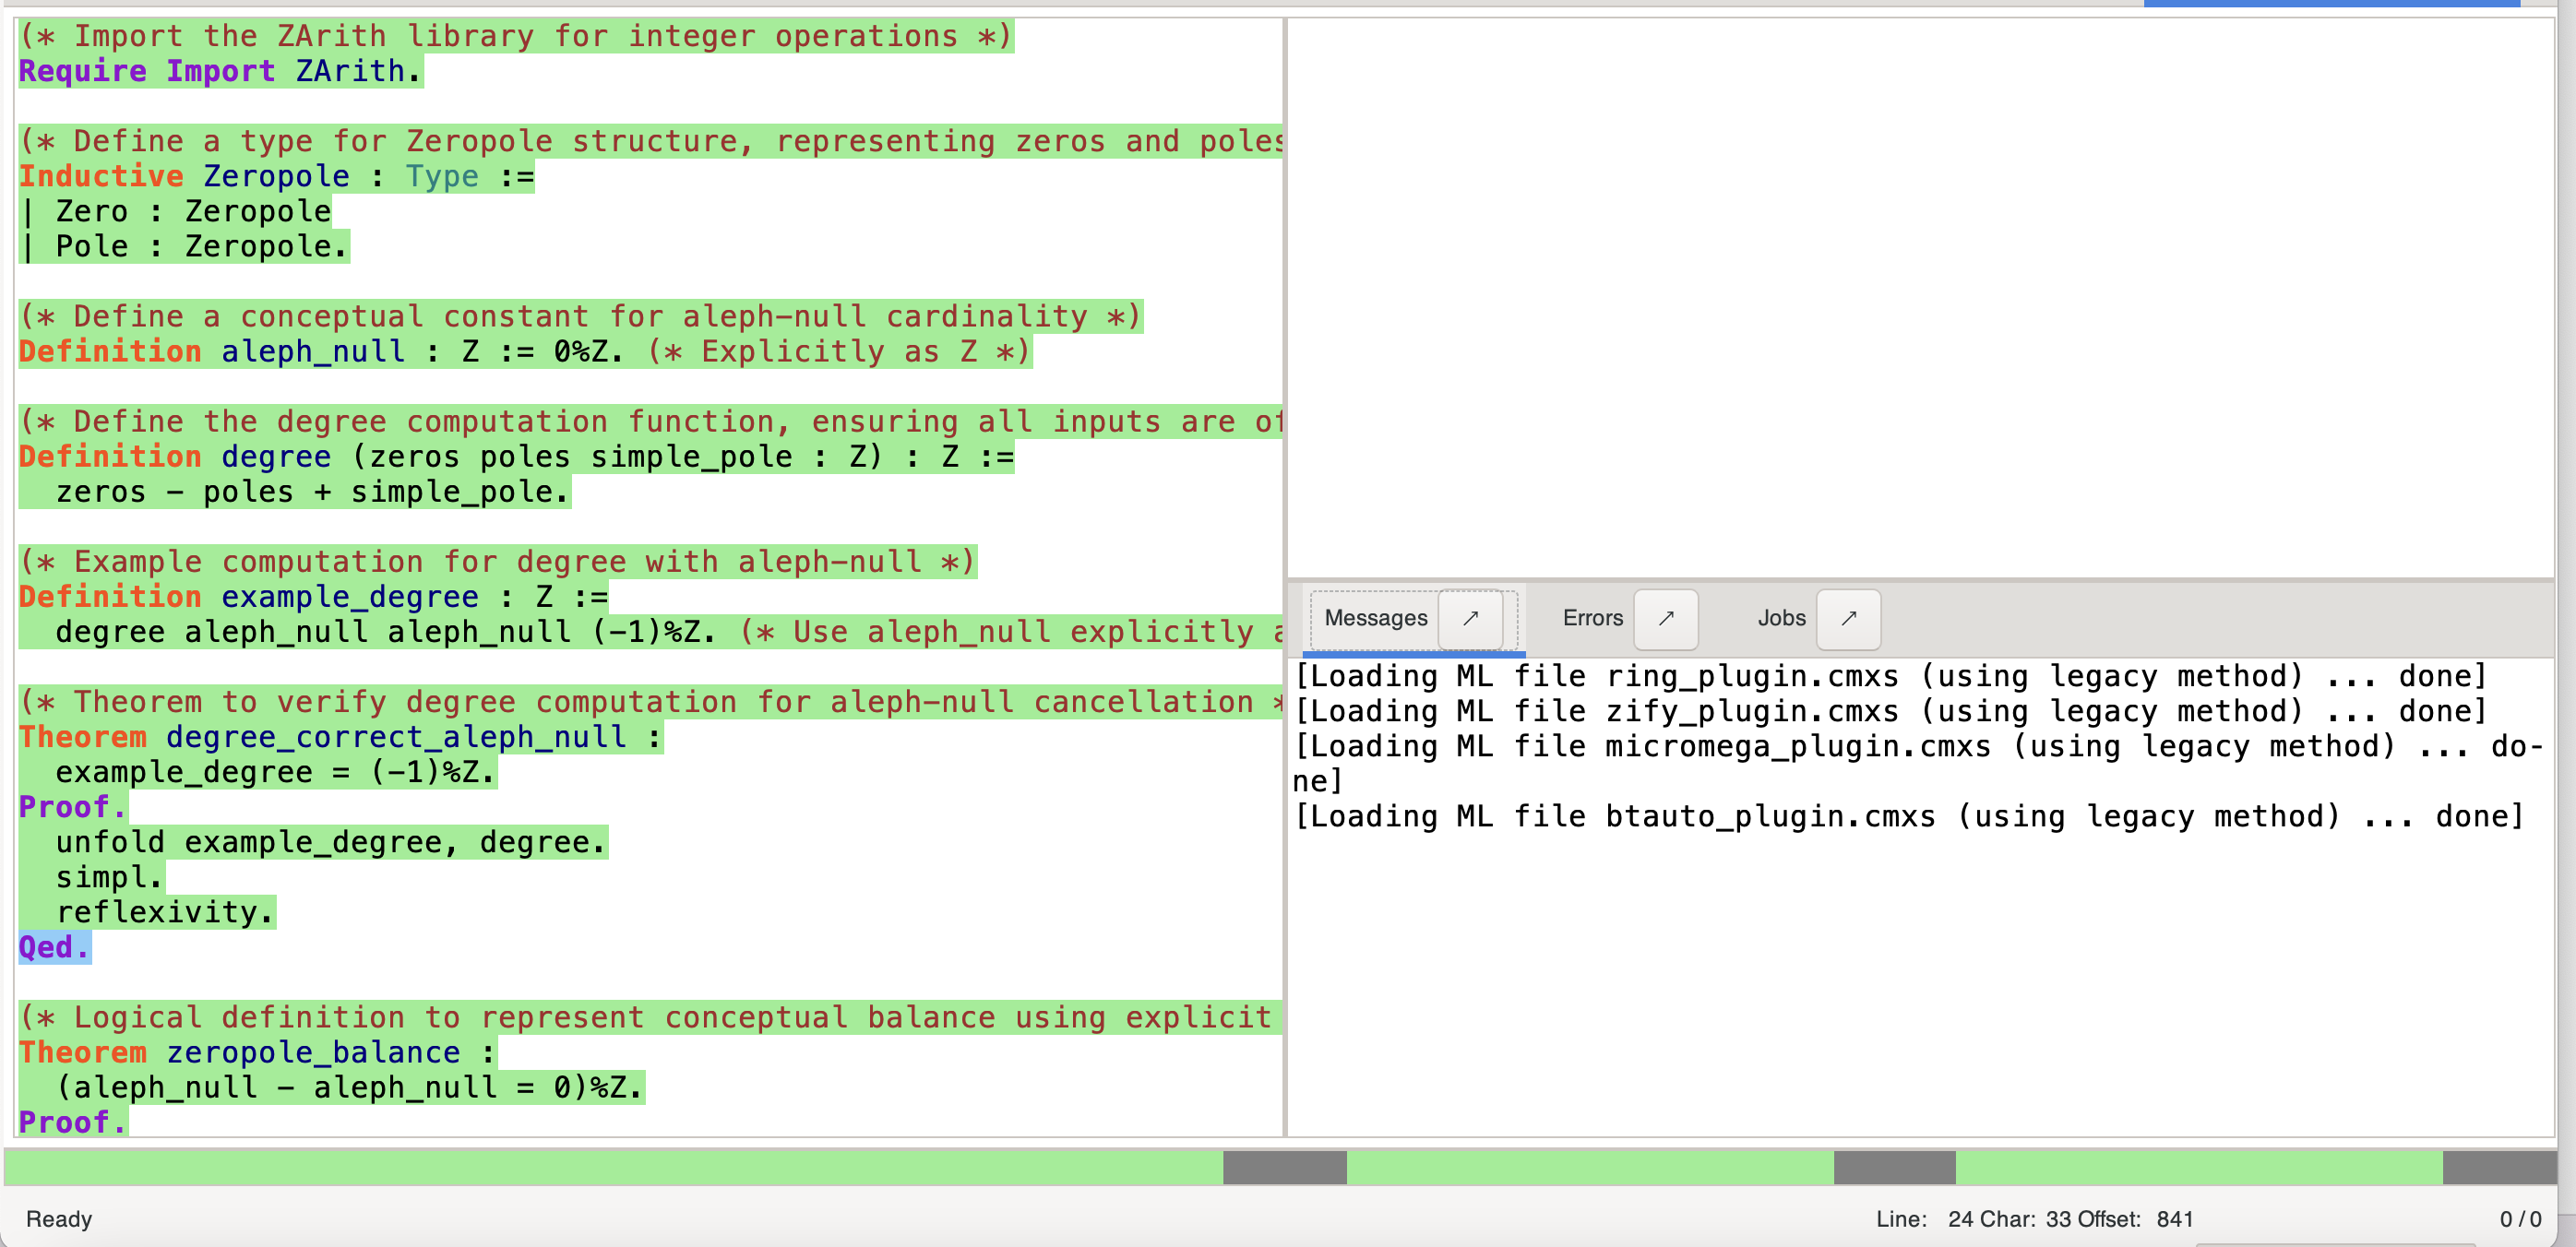 (* Import the ZArith library for integer operations *)
Require Import ZArith.
(* Define a type for Zeropole structure, representing zeros and poles
Inductive Zeropole : Type :=
| Zero : Zeropole
| Pole : Zeropole.
(* Define a conceptual constant for aleph-null cardinality *)
Definition aleph_null : Z := 0%Z. (* Explicitly as Z *)
(* Define the degree computation function, ensuring all inputs are of
Definition degree (zeros poles simple_pole : Z) : Z :=
zeros - poles + simple_pole.
(* Example computation for degree with aleph-null *)
Definition example_degree : Z :=
degree aleph_null aleph_null (-1)%Z. (* Use aleph_null explicitly a
(* Theorem to verify degree computation for aleph-null cancellation *
Theorem degree_correct_aleph_null :
example_degree = (-1)%Z.
Proof.
unfold example_degree, degree.
simpl.
reflexivity.
Qed.
(* Logical definition to represent conceptual balance using explicit
Theorem zeropole_balance :
(aleph_null - aleph_null = 0)%Z.
Proof.
Messages ↗ Errors ↗ Jobs ↗
[Loading ML file ring_plugin.cmxs (using legacy method) ... done]
[Loading ML file zify_plugin.cmxs (using legacy method) ... done]
[Loading ML file micromega_plugin.cmxs (using legacy method) ... do-
ne]
[Loading ML file btauto_plugin.cmxs (using legacy method) ... done]
Ready
Line: 24 Char: 33 Offset: 841
0 / 0